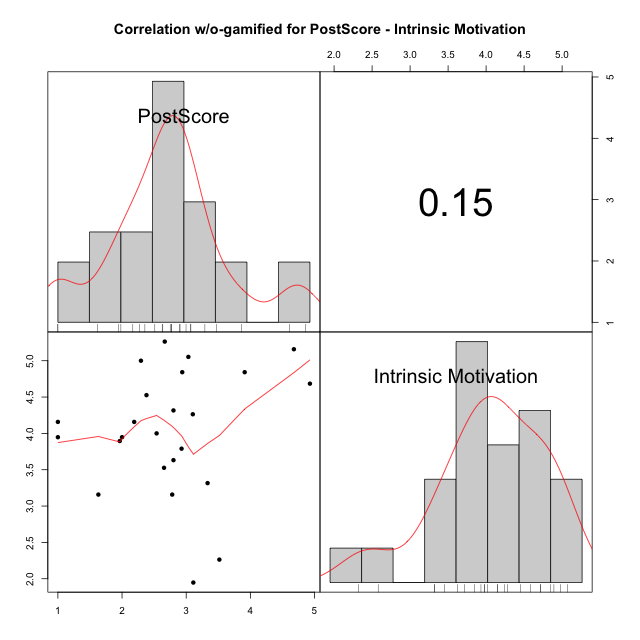 Correlation w/o-gamified for PostScore - Intrinsic Motivation
2.0 2.5 3.0 3.5 4.0 4.5 5.0
PostScore
0.15
5
4
3
2
1
Intrinsic Motivation
5.0
4.5
4.0
3.5
3.0
2.5
2.0
1 2 3 4 5